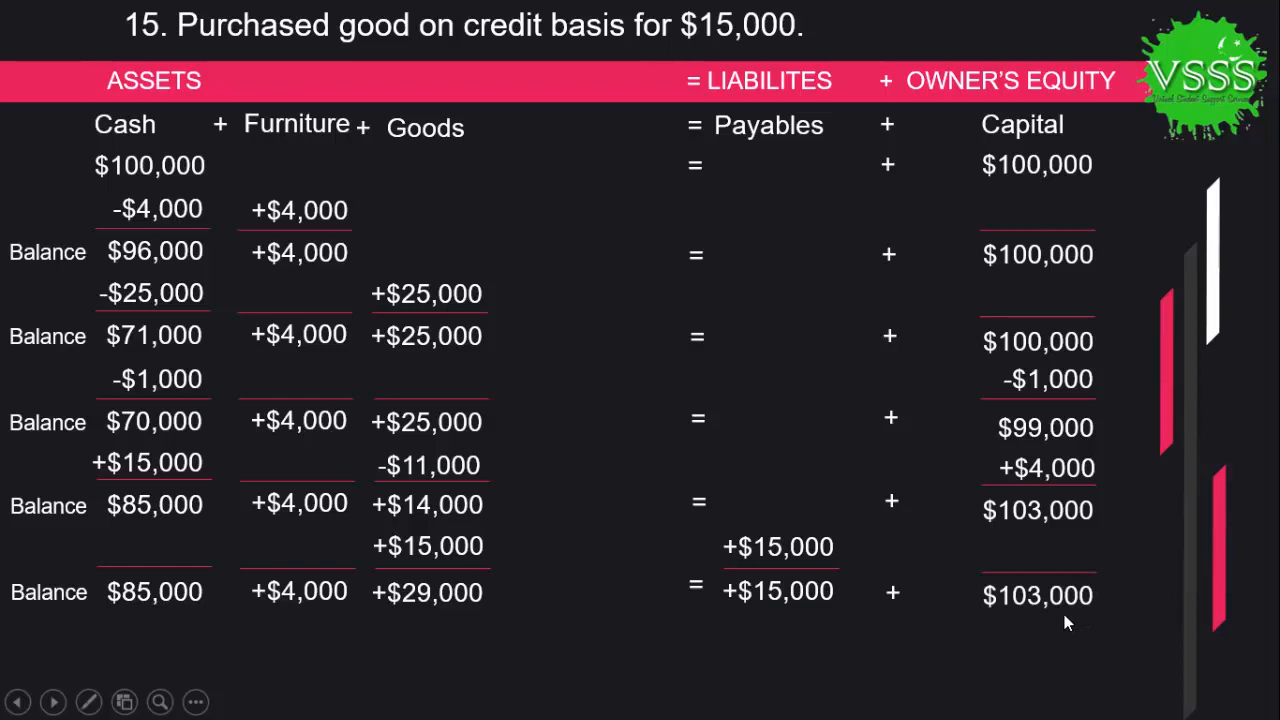 15. Purchased good on credit basis for $15,000.
VSSS
Virtual Student Support Services
ASSETS = LIABILITES + OWNER'S EQUITY
Cash + Furniture + Goods = Payables + Capital
$100,000 = + $100,000
-$4,000 +$4,000
Balance $96,000 +$4,000 = + $100,000
-$25,000 +$25,000
Balance $71,000 +$4,000 +$25,000 = + $100,000
-$1,000 -$1,000
Balance $70,000 +$4,000 +$25,000 = + $99,000
+$15,000 -$11,000 +$4,000
Balance $85,000 +$4,000 +$14,000 = + $103,000
+$15,000 +$15,000
Balance $85,000 +$4,000 +$29,000 = +$15,000 + $103,000